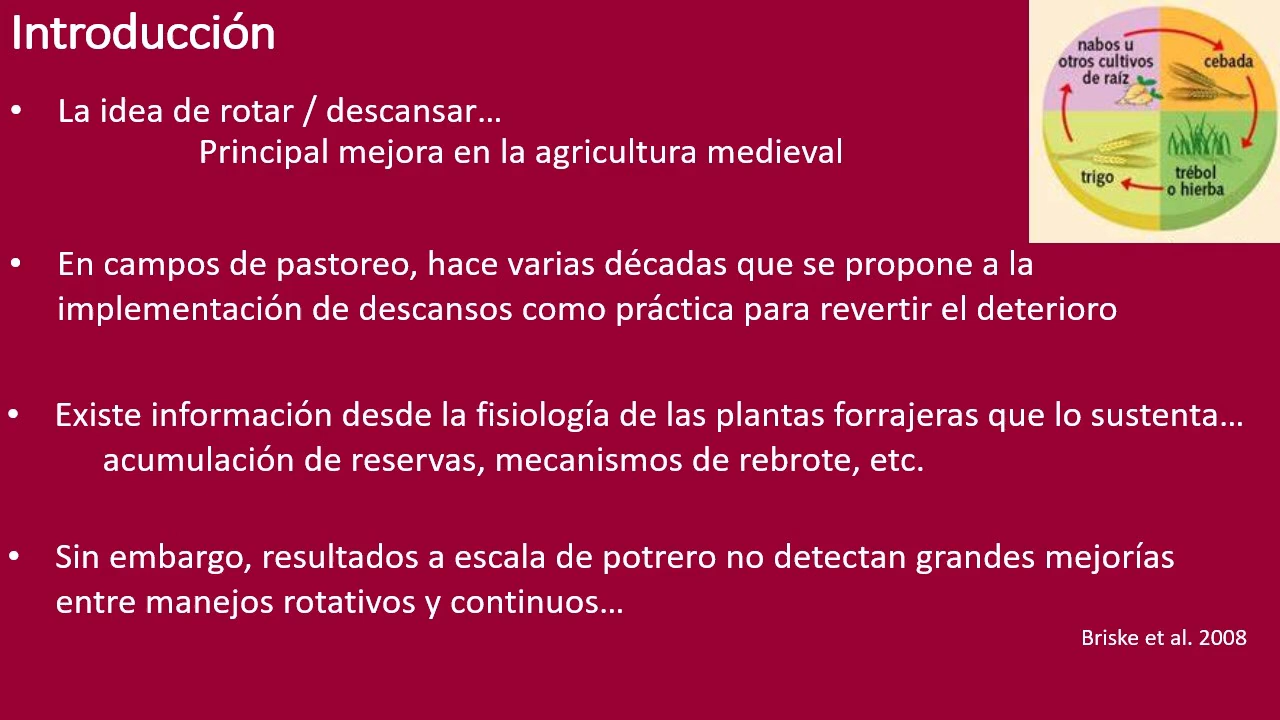 Introducción
• La idea de rotar / descansar…
Principal mejora en la agricultura medieval
nabos u
otros cultivos
de raíz
cebada
trigo
trébol
o hierba
• En campos de pastoreo, hace varias décadas que se propone a la
implementación de descansos como práctica para revertir el deterioro
• Existe información desde la fisiología de las plantas forrajeras que lo sustenta…
acumulación de reservas, mecanismos de rebrote, etc.
• Sin embargo, resultados a escala de potrero no detectan grandes mejorías
entre manejos rotativos y continuos…
Briske et al. 2008